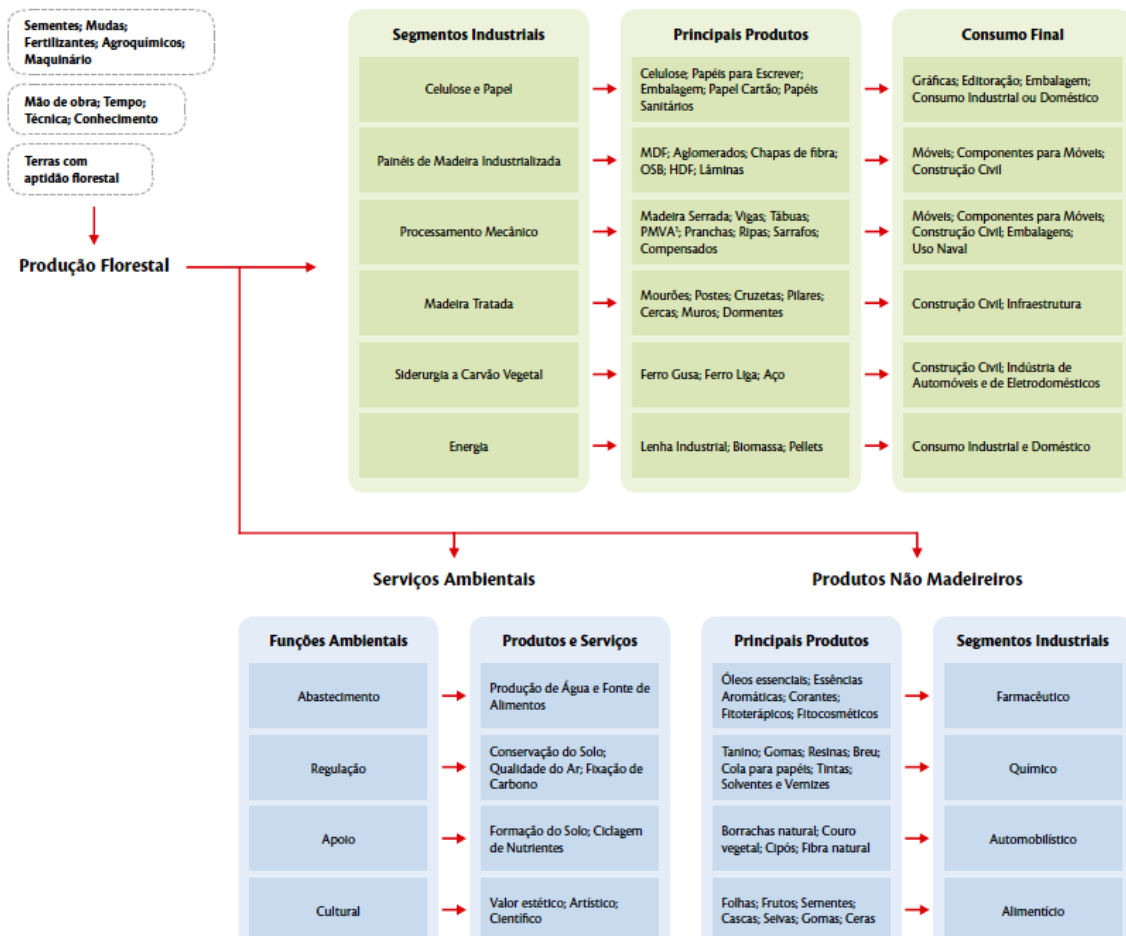 Sementes; Mudas;
Fertilizantes; Agroquímicos;
Maquinário
Mão de obra; Tempo;
Técnica; Conhecimento
Terras com
aptidão florestal
Produção Florestal
Segmentos Industriais
Principais Produtos
Consumo Final
Celulose e Papel
Celulose; Papéis para Escrever;
Embalagem; Papel Cartão; Papéis
Sanitários
Gráficas; Editoração; Embalagem;
Consumo Industrial ou Doméstico
Painéis de Madeira Industrializada
MDF; Aglomerados; Chapas de fibra;
OSB; HDF; Lâminas
Móveis; Componentes para Móveis;
Construção Civil
Processamento Mecânico
Madeira Serrada; Vigas; Tábuas;
PMVA¹; Pranchas; Ripas; Sarrafos;
Compensados
Móveis; Componentes para Móveis;
Construção Civil; Embalagens;
Uso Naval
Madeira Tratada
Mourões; Postes; Cruzetas; Pilares;
Cercas; Muros; Dormentes
Construção Civil; Infraestrutura
Siderurgia a Carvão Vegetal
Ferro Gusa; Ferro Liga; Aço
Construção Civil; Indústria de
Automóveis e de Eletrodomésticos
Energia
Lenha Industrial; Biomassa; Pellets
Consumo Industrial e Doméstico
Serviços Ambientais
Produtos Não Madeireiros
Funções Ambientais
Produtos e Serviços
Principais Produtos
Segmentos Industriais
Abastecimento
Produção de Água e Fonte de
Alimentos
Óleos essenciais; Essências
Aromáticas; Corantes;
Fitoterápicos; Fitocosméticos
Farmacêutico
Regulação
Conservação do Solo;
Qualidade do Ar; Fixação de
Carbono
Tanino; Gomas; Resinas; Breu;
Cola para papéis; Tintas;
Solventes e Vernizes
Químico
Apoio
Formação do Solo; Ciclagem
de Nutrientes
Borrachas natural; Couro
vegetal; Cipós; Fibra natural
Automobilístico
Cultural
Valor estético; Artístico;
Científico
Folhas; Frutos; Sementes;
Cascas; Seivas; Gomas; Ceras
Alimentício